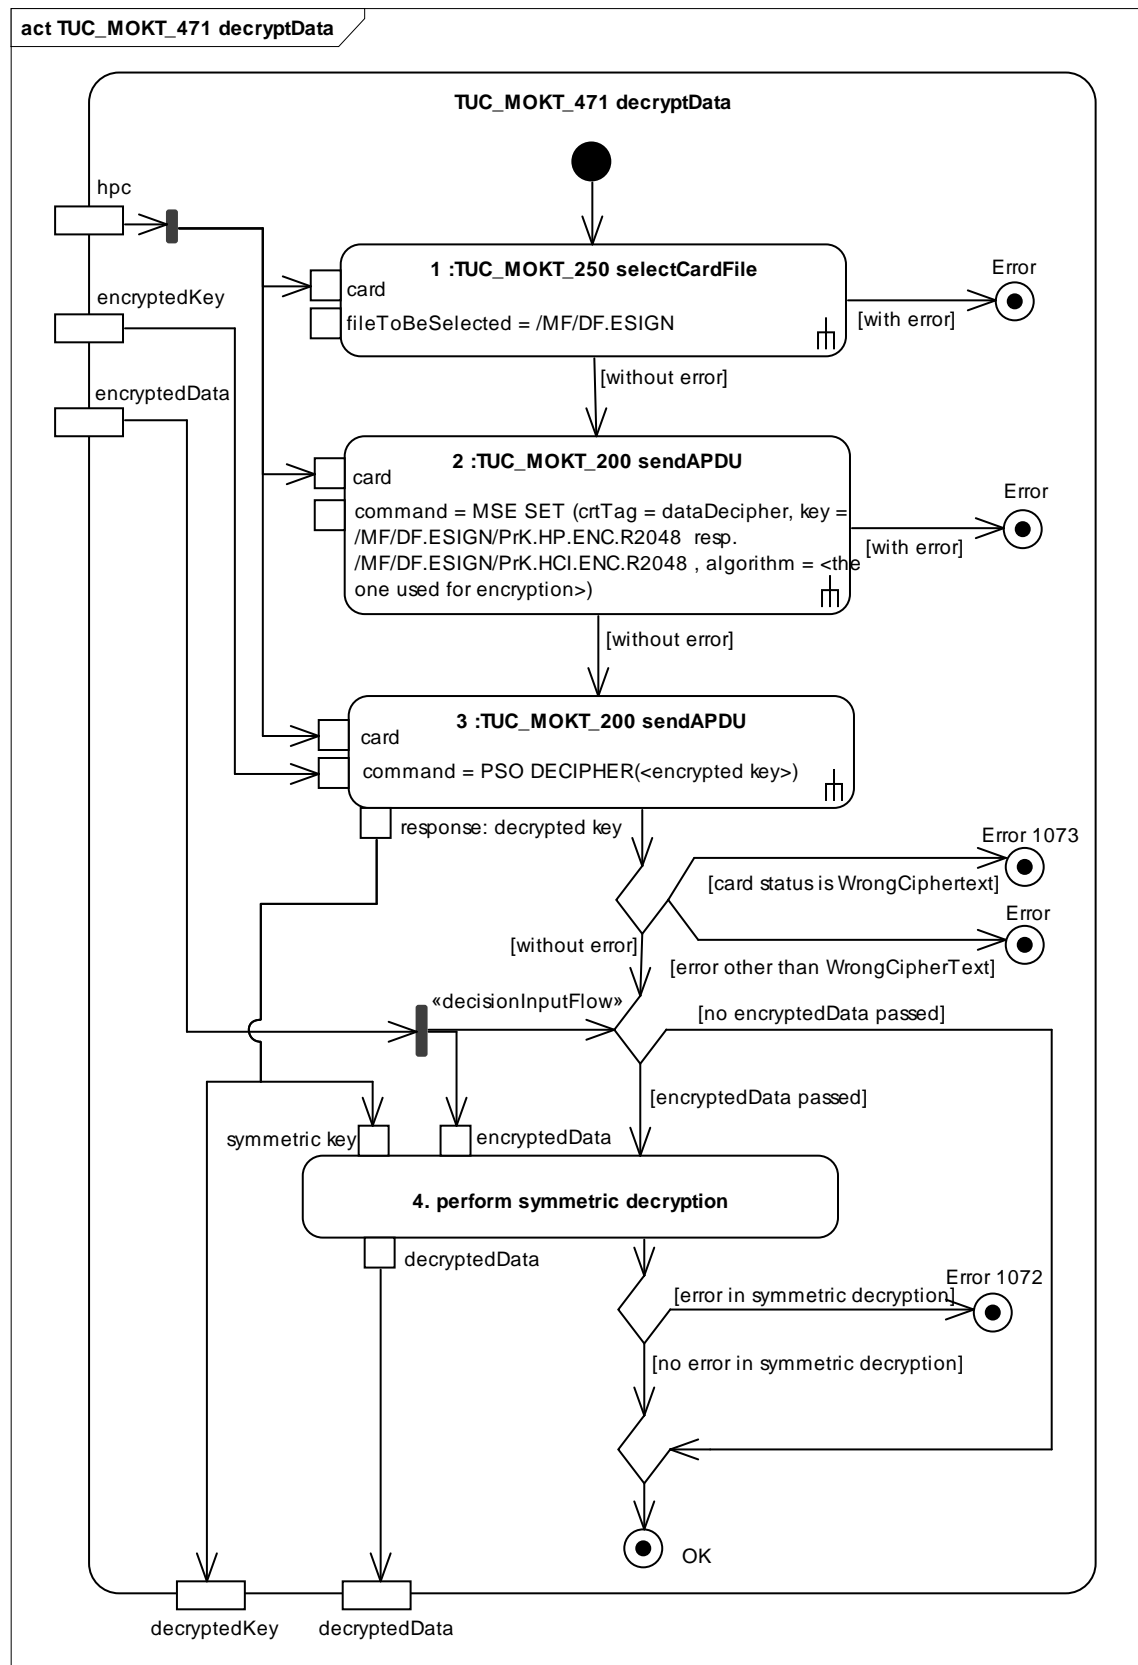 act TUC_MOKT_471 decryptData
TUC_MOKT_471 decryptData
hpc
1 :TUC_MOKT_250 selectCardFile
card
fileToBeSelected = /MF/DF.ESIGN
Error
[with error]
encryptedKey
[without error]
encryptedData
2 :TUC_MOKT_200 sendAPDU
card
command = MSE SET (crtTag = dataDecipher, key =
/MF/DF.ESIGN/PrK.HP.ENC.R2048 resp.
/MF/DF.ESIGN/PrK.HCI.ENC.R2048 , algorithm = <the
one used for encryption>)
Error
[with error]
[without error]
3 :TUC_MOKT_200 sendAPDU
card
command = PSO DECIPHER(<encrypted key>)
response: decrypted key
Error 1073
[card status is WrongCiphertext]
Error
[without error]
[error other than WrongCipherText]
«decisionInputFlow»
[no encryptedData passed]
[encryptedData passed]
symmetric key
encryptedData
4. perform symmetric decryption
decryptedData
Error 1072
[error in symmetric decryption]
[no error in symmetric decryption]
OK
decryptedKey
decryptedData